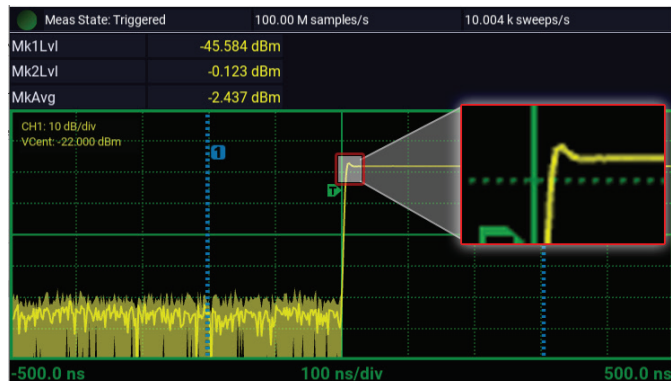 Meas State: Triggered 100.00 M samples/s 10.004 k sweeps/s
Mk1Lvl -45.584 dBm
Mk2Lvl -0.123 dBm
MkAvg -2.437 dBm
CH1: 10 dB/div
VCent: -22.000 dBm
1
T
-500.0 ns 100 ns/div 500.0 ns